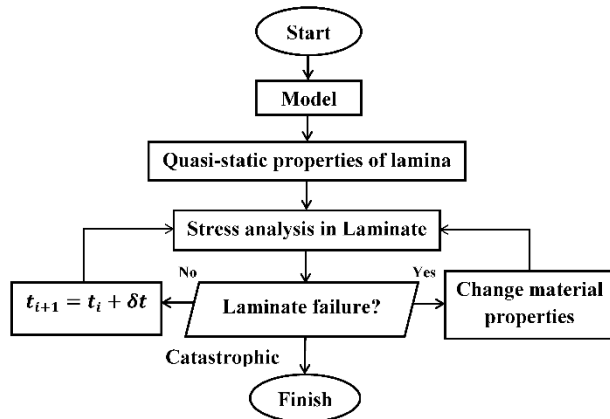 Start
Model
Quasi-static properties of lamina
Stress analysis in Laminate
No
Yes
t_{i+1} = t_i + δt
Laminate failure?
Change material
properties
Catastrophic
Finish